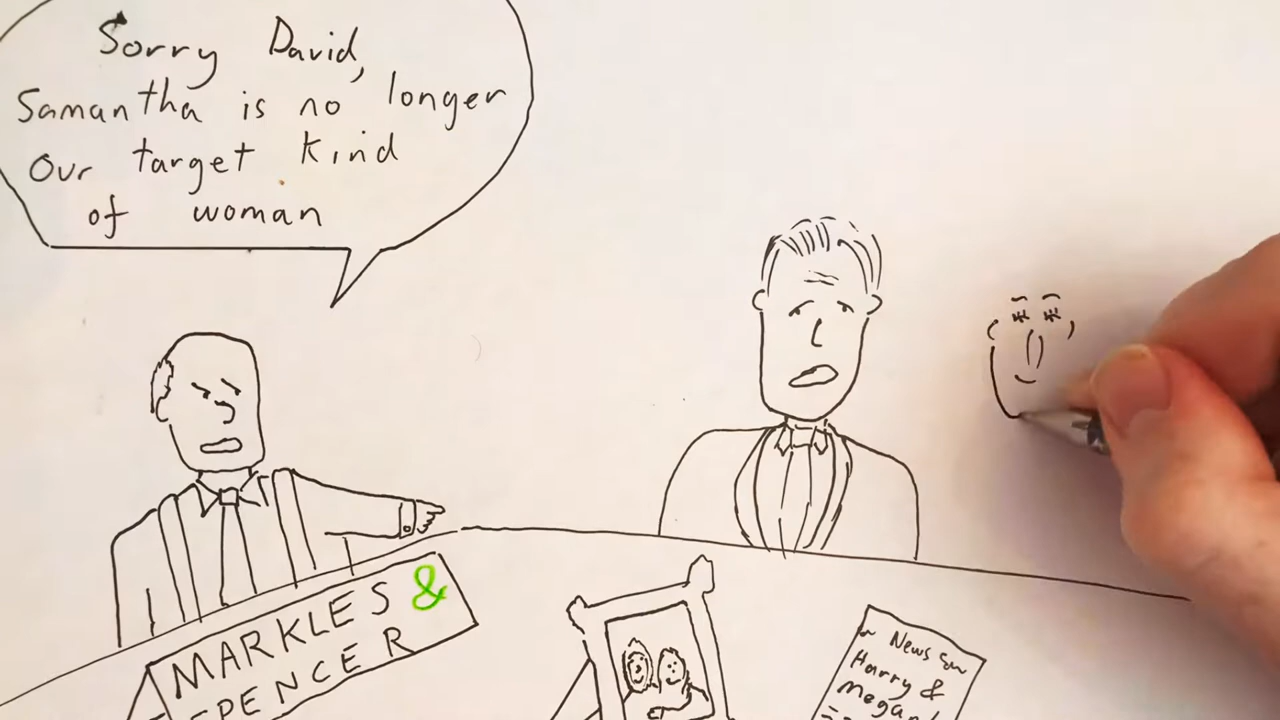 Sorry David,
Samantha is no longer
our target kind
of woman
MARKLES &
SPENCER
News
Harry &
Megan